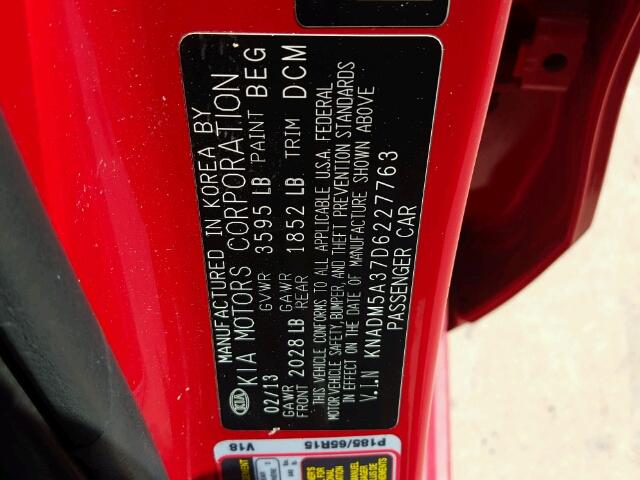 MANUFACTURED IN KOREA BY
KIA KIA MOTORS CORPORATION
02/13 GVWR 3595 LB PAINT BEG
GAWR FRONT 2028 LB GAWR REAR 1852 LB TRIM DCM
THIS VEHICLE CONFORMS TO ALL APPLICABLE U.S.A. FEDERAL
MOTOR VEHICLE SAFETY, BUMPER, AND THEFT PREVENTION STANDARDS
IN EFFECT ON THE DATE OF MANUFACTURE SHOWN ABOVE
V.I.N KNADM5A37D6227763
PASSENGER CAR
V18 P185/65R15